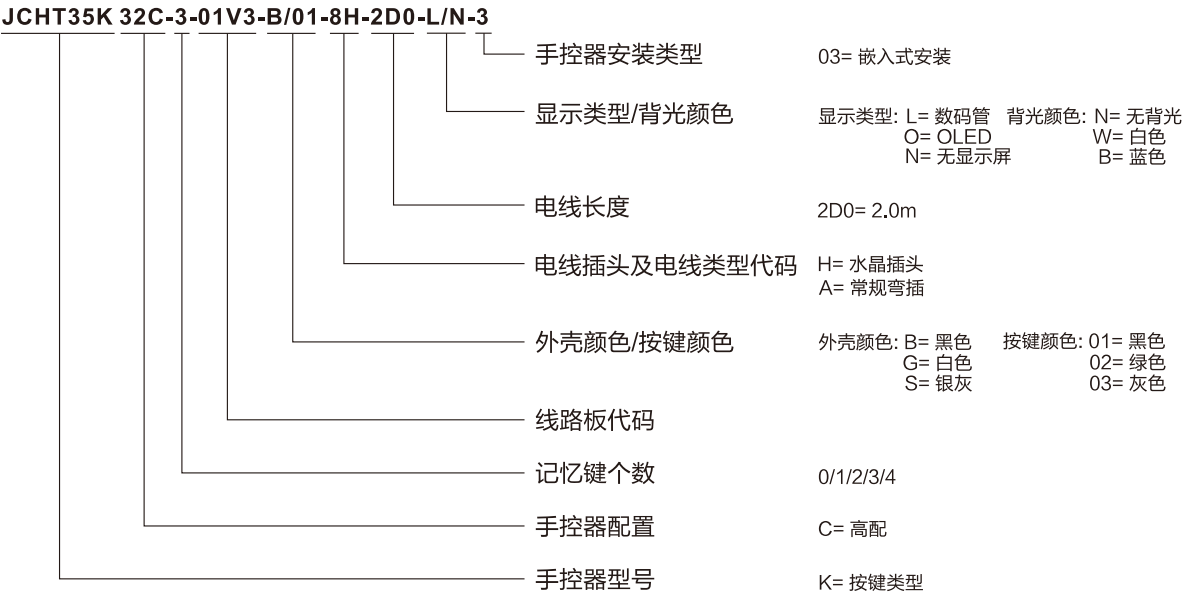 JCHT35K 32C-3-01V3-B/01-8H-2D0-L/N-3
手控器安装类型 03= 嵌入式安装
显示类型/背光颜色 显示类型: L= 数码管 背光颜色: N= 无背光
O= OLED W= 白色
N= 无显示屏 B= 蓝色
电线长度 2D0= 2.0m
电线插头及电线类型代码 H= 水晶插头
A= 常规弯插
外壳颜色/按键颜色 外壳颜色: B= 黑色 按键颜色: 01= 黑色
G= 白色 02= 绿色
S= 银灰 03= 灰色
线路板代码
记忆键个数 0/1/2/3/4
手控器配置 C= 高配
手控器型号 K= 按键类型